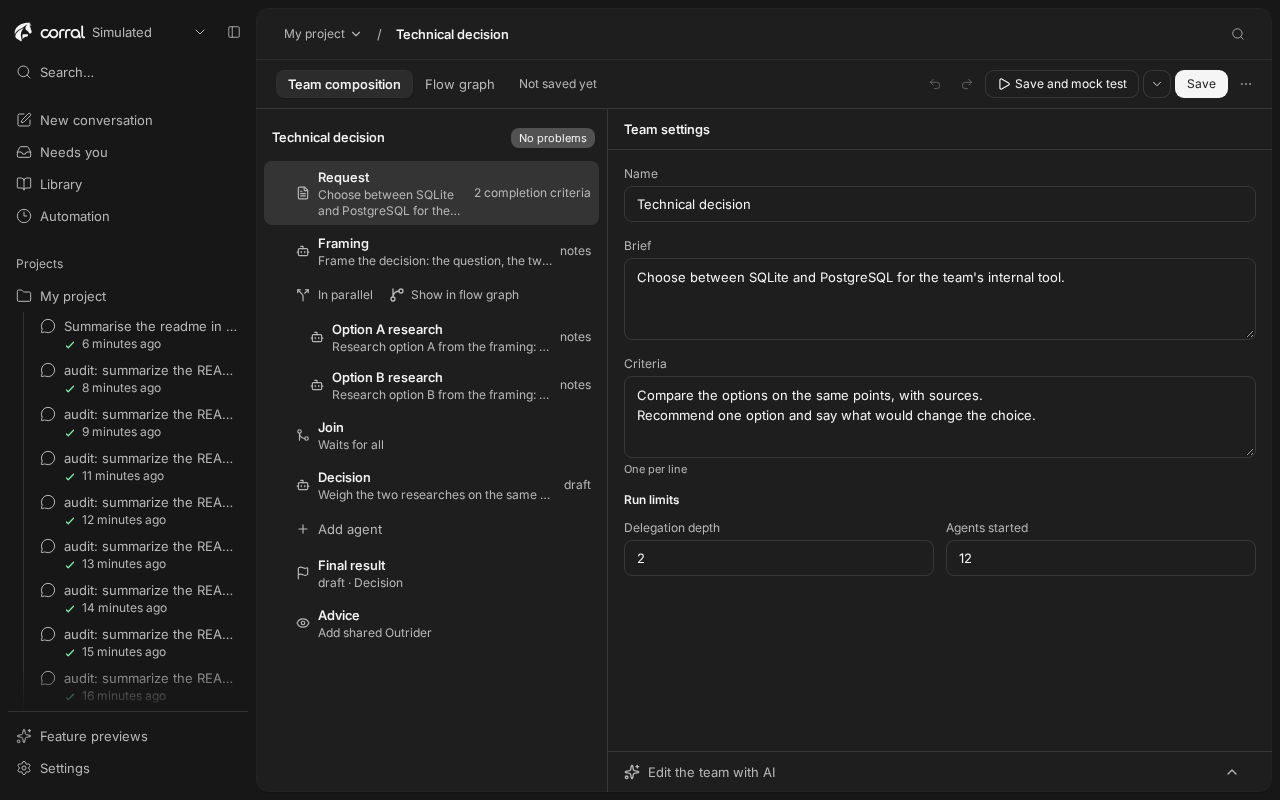 corral Simulated
Search...
New conversation
Needs you
Library
Automation
Projects
My project
Summarise the readme in ...
6 minutes ago
audit: summarize the REA...
8 minutes ago
audit: summarize the REA...
9 minutes ago
audit: summarize the REA...
11 minutes ago
audit: summarize the REA...
12 minutes ago
audit: summarize the REA...
13 minutes ago
audit: summarize the REA...
14 minutes ago
audit: summarize the REA...
15 minutes ago
audit: summarize the REA...
16 minutes ago
Feature previews
Settings
My project / Technical decision
Team composition Flow graph Not saved yet
Save and mock test Save
Technical decision No problems
Request
Choose between SQLite
and PostgreSQL for the...
2 completion criteria
Framing
Frame the decision: the question, the tw...
notes
In parallel Show in flow graph
Option A research
Research option A from the framing: ...
notes
Option B research
Research option B from the framing: ...
notes
Join
Waits for all
Decision
Weigh the two researches on the same ...
draft
Add agent
Final result
draft · Decision
Advice
Add shared Outrider
Team settings
Name
Technical decision
Brief
Choose between SQLite and PostgreSQL for the team's internal tool.
Criteria
Compare the options on the same points, with sources.
Recommend one option and say what would change the choice.
One per line
Run limits
Delegation depth Agents started
2 12
Edit the team with AI